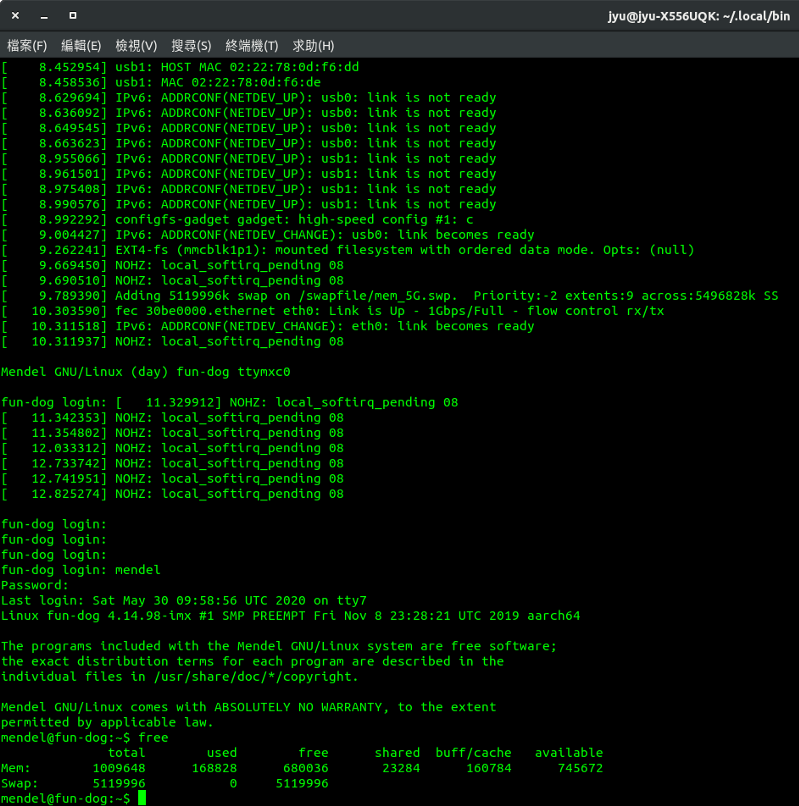 jyu@jyu-X556UQK: ~/.local/bin
檔案(F) 編輯(E) 檢視(V) 搜尋(S) 終端機(T) 求助(H)
[    8.452954] usb1: HOST MAC 02:22:78:0d:f6:dd
[    8.458536] usb1: MAC 02:22:78:0d:f6:de
[    8.629694] IPv6: ADDRCONF(NETDEV_UP): usb0: link is not ready
[    8.636092] IPv6: ADDRCONF(NETDEV_UP): usb0: link is not ready
[    8.649545] IPv6: ADDRCONF(NETDEV_UP): usb0: link is not ready
[    8.663623] IPv6: ADDRCONF(NETDEV_UP): usb0: link is not ready
[    8.955066] IPv6: ADDRCONF(NETDEV_UP): usb1: link is not ready
[    8.961501] IPv6: ADDRCONF(NETDEV_UP): usb1: link is not ready
[    8.975408] IPv6: ADDRCONF(NETDEV_UP): usb1: link is not ready
[    8.990576] IPv6: ADDRCONF(NETDEV_UP): usb1: link is not ready
[    8.992292] configfs-gadget gadget: high-speed config #1: c
[    9.004427] IPv6: ADDRCONF(NETDEV_CHANGE): usb0: link becomes ready
[    9.262241] EXT4-fs (mmcblk1p1): mounted filesystem with ordered data mode. Opts: (null)
[    9.669450] NOHZ: local_softirq_pending 08
[    9.690510] NOHZ: local_softirq_pending 08
[    9.789390] Adding 5119996k swap on /swapfile/mem_5G.swp.  Priority:-2 extents:9 across:5496828k SS
[   10.303590] fec 30be0000.ethernet eth0: Link is Up - 1Gbps/Full - flow control rx/tx
[   10.311518] IPv6: ADDRCONF(NETDEV_CHANGE): eth0: link becomes ready
[   10.311937] NOHZ: local_softirq_pending 08
Mendel GNU/Linux (day) fun-dog ttymxc0
fun-dog login: [   11.329912] NOHZ: local_softirq_pending 08
[   11.342353] NOHZ: local_softirq_pending 08
[   11.354802] NOHZ: local_softirq_pending 08
[   12.033312] NOHZ: local_softirq_pending 08
[   12.733742] NOHZ: local_softirq_pending 08
[   12.741951] NOHZ: local_softirq_pending 08
[   12.825274] NOHZ: local_softirq_pending 08
fun-dog login:
fun-dog login:
fun-dog login:
fun-dog login: mendel
Password:
Last login: Sat May 30 09:58:56 UTC 2020 on tty7
Linux fun-dog 4.14.98-imx #1 SMP PREEMPT Fri Nov 8 23:28:21 UTC 2019 aarch64
The programs included with the Mendel GNU/Linux system are free software;
the exact distribution terms for each program are described in the
individual files in /usr/share/doc/*/copyright.
Mendel GNU/Linux comes with ABSOLUTELY NO WARRANTY, to the extent
permitted by applicable law.
mendel@fun-dog:~$ free
              total        used        free      shared  buff/cache   available
Mem:        1009648      168828      680036       23284      160784      745672
Swap:       5119996           0     5119996
mendel@fun-dog:~$